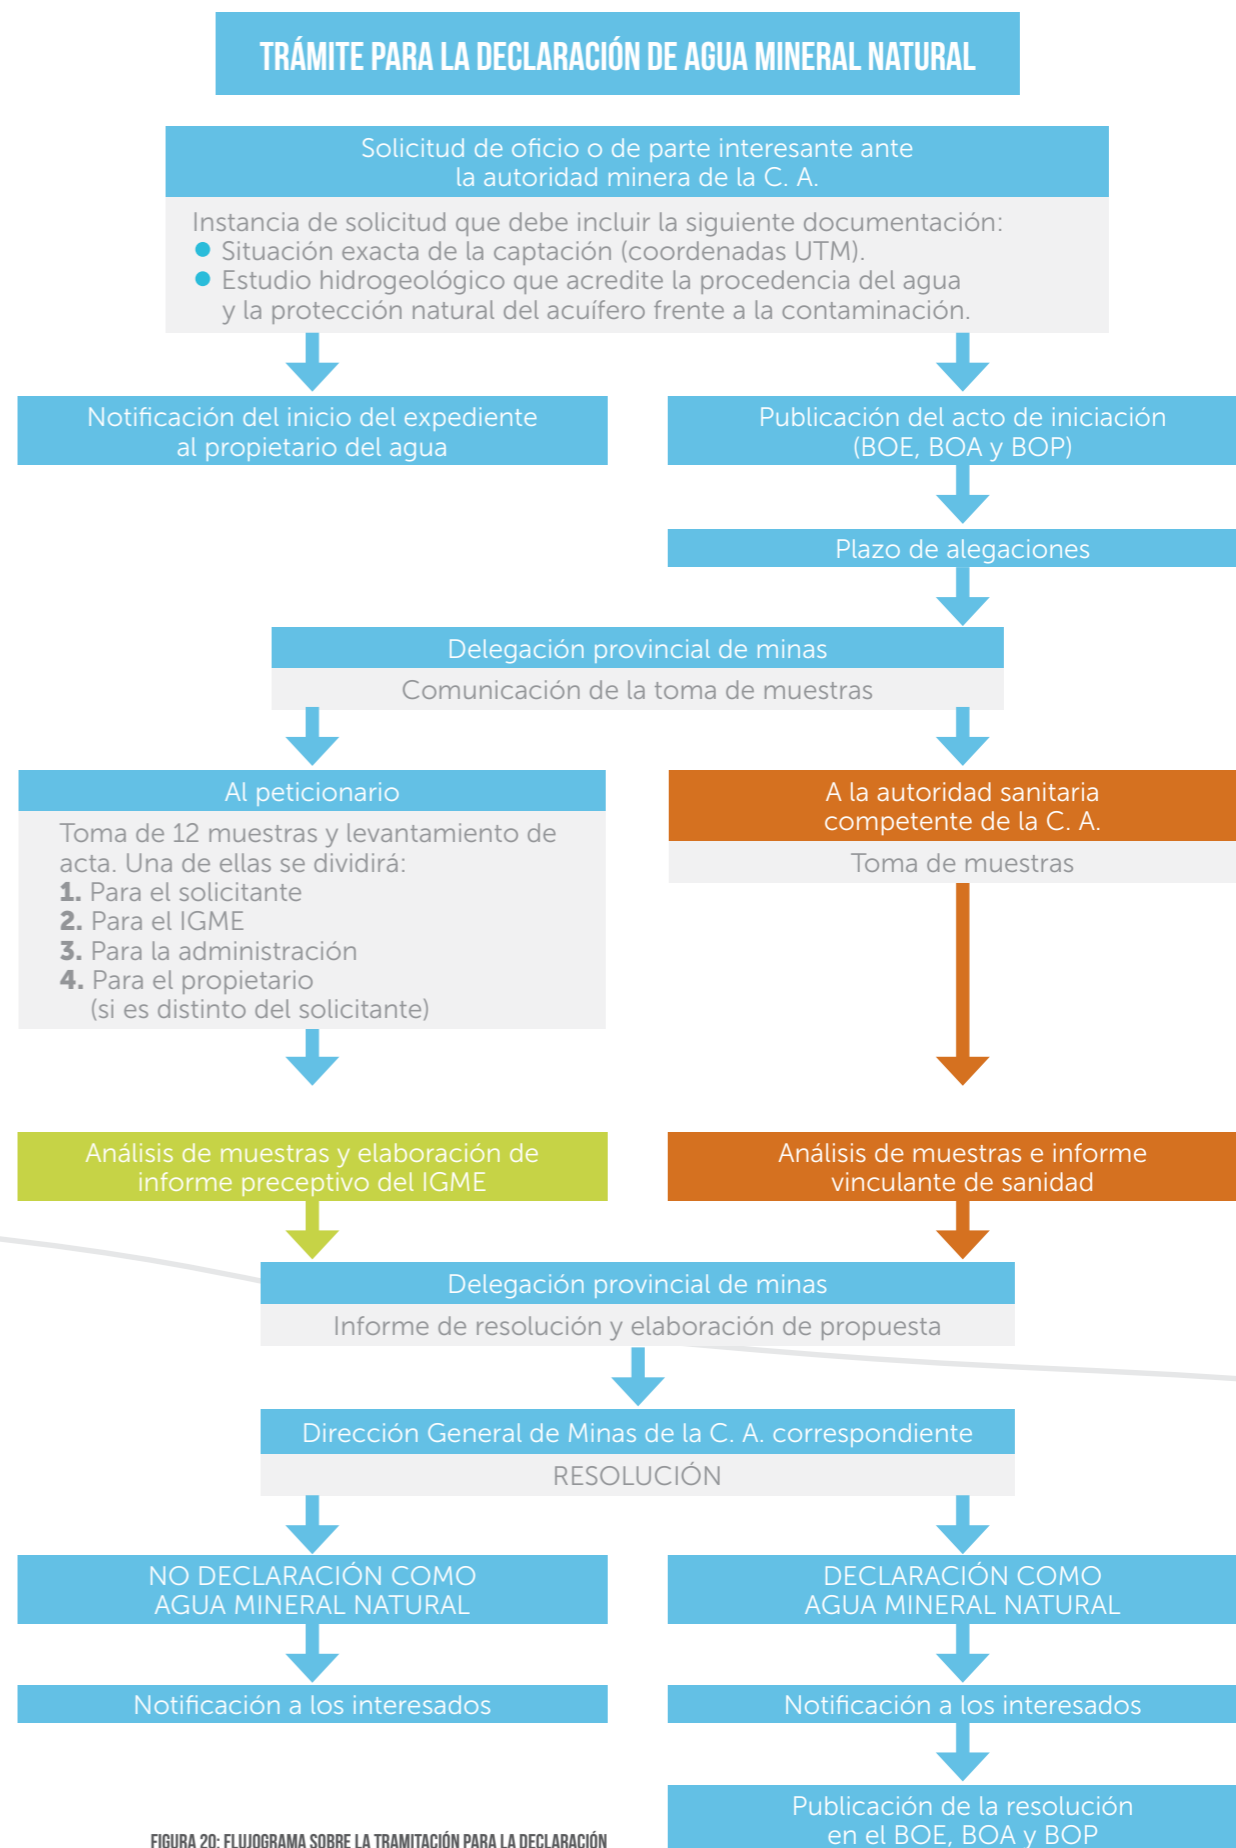 TRÁMITE PARA LA DECLARACIÓN DE AGUA MINERAL NATURAL
Solicitud de oficio o de parte interesante ante
la autoridad minera de la C. A.
Instancia de solicitud que debe incluir la siguiente documentación:
● Situación exacta de la captación (coordenadas UTM).
● Estudio hidrogeológico que acredite la procedencia del agua
y la protección natural del acuífero frente a la contaminación.
Notificación del inicio del expediente
al propietario del agua
Publicación del acto de iniciación
(BOE, BOA y BOP)
Plazo de alegaciones
Delegación provincial de minas
Comunicación de la toma de muestras
Al peticionario
Toma de 12 muestras y levantamiento de
acta. Una de ellas se dividirá:
1. Para el solicitante
2. Para el IGME
3. Para la administración
4. Para el propietario
(si es distinto del solicitante)
A la autoridad sanitaria
competente de la C. A.
Toma de muestras
Análisis de muestras y elaboración de
informe preceptivo del IGME
Análisis de muestras e informe
vinculante de sanidad
Delegación provincial de minas
Informe de resolución y elaboración de propuesta
Dirección General de Minas de la C. A. correspondiente
RESOLUCIÓN
NO DECLARACIÓN COMO
AGUA MINERAL NATURAL
DECLARACIÓN COMO
AGUA MINERAL NATURAL
Notificación a los interesados
Notificación a los interesados
Publicación de la resolución
en el BOE, BOA y BOP
FIGURA 20: FLUJOGRAMA SOBRE LA TRAMITACIÓN PARA LA DECLARACIÓN